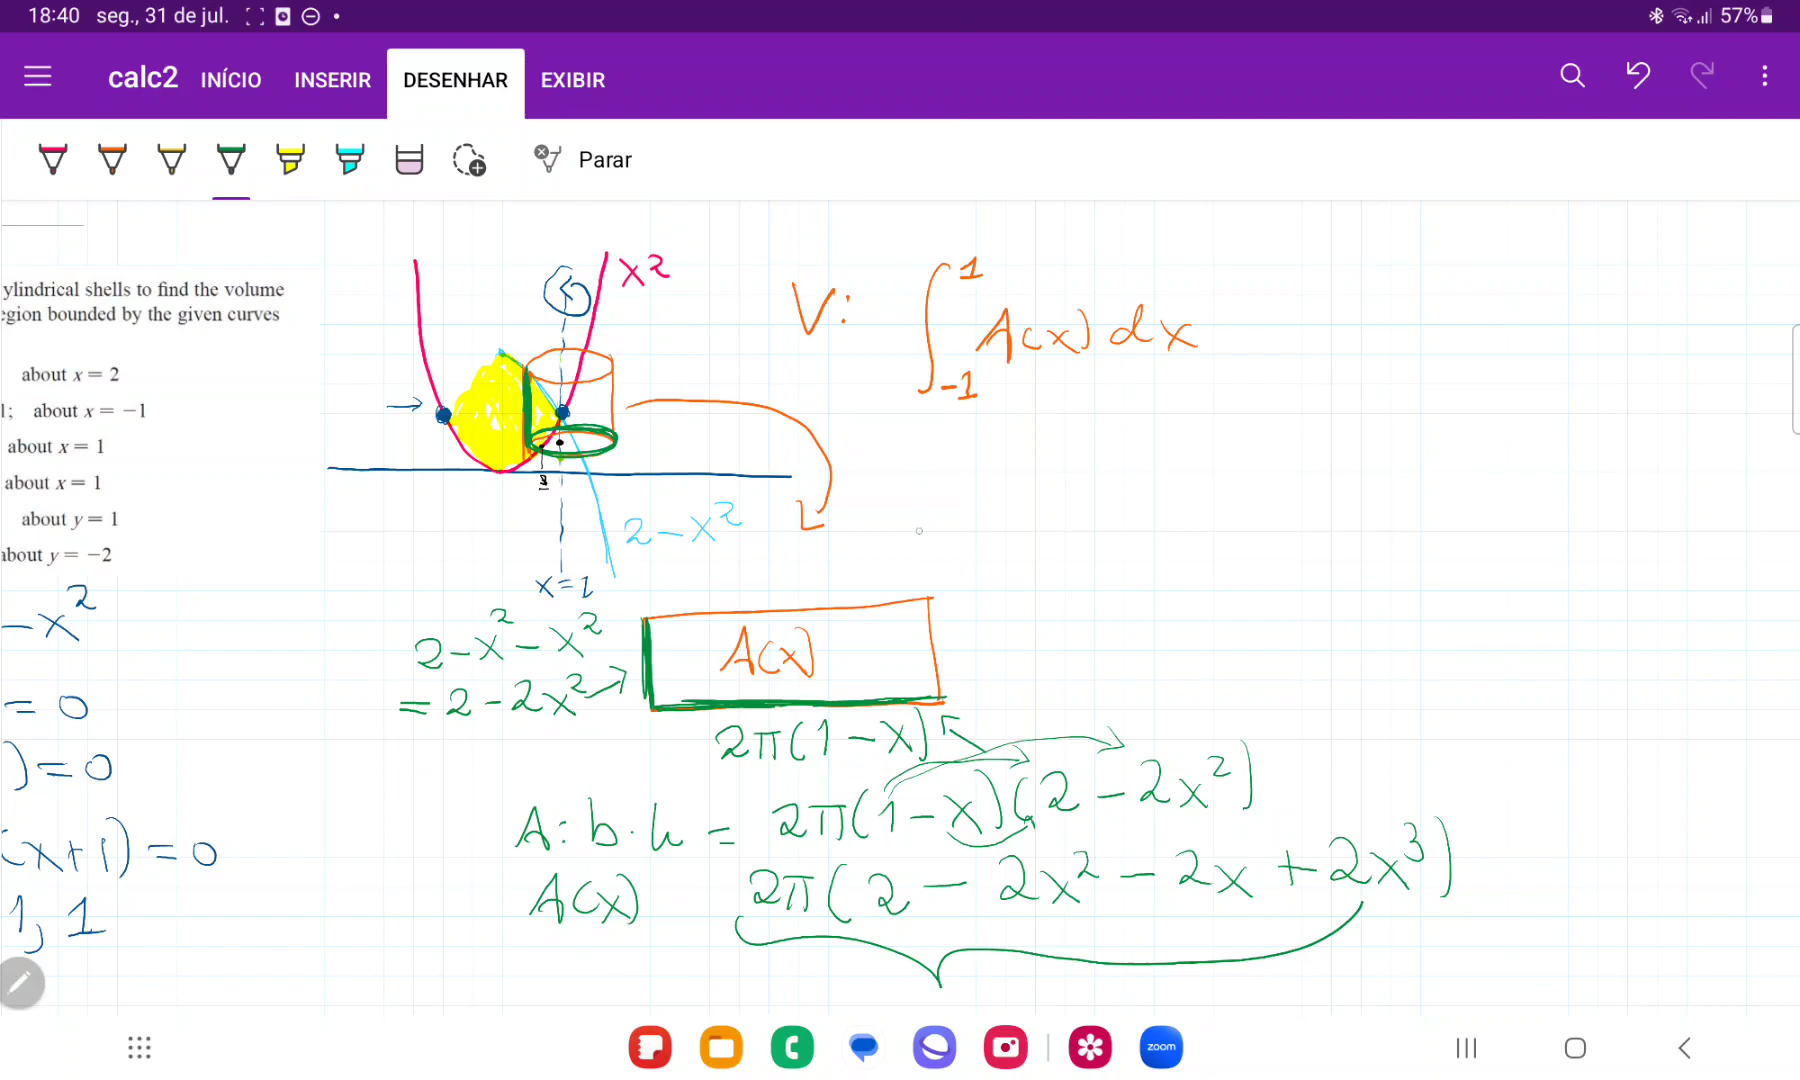 18:40 seg., 31 de jul. 57%
calc2 INÍCIO INSERIR DESENHAR EXIBIR
Parar
ylindrical shells to find the volume
egion bounded by the given curves
about x = 2
1; about x = −1
about x = 1
about x = 1
about y = 1
about y = −2
x²
V: ∫₋₁¹ A(x) dx
2 − x²
x = 1
− x²
= 0
) = 0
(x+1) = 0
1, 1
2 − x² − x²
= 2 − 2x²
A(x)
2π(1 − x)
A: b·h = 2π(1 − x)(2 − 2x²)
A(x) 2π(2 − 2x² − 2x + 2x³)
zoom